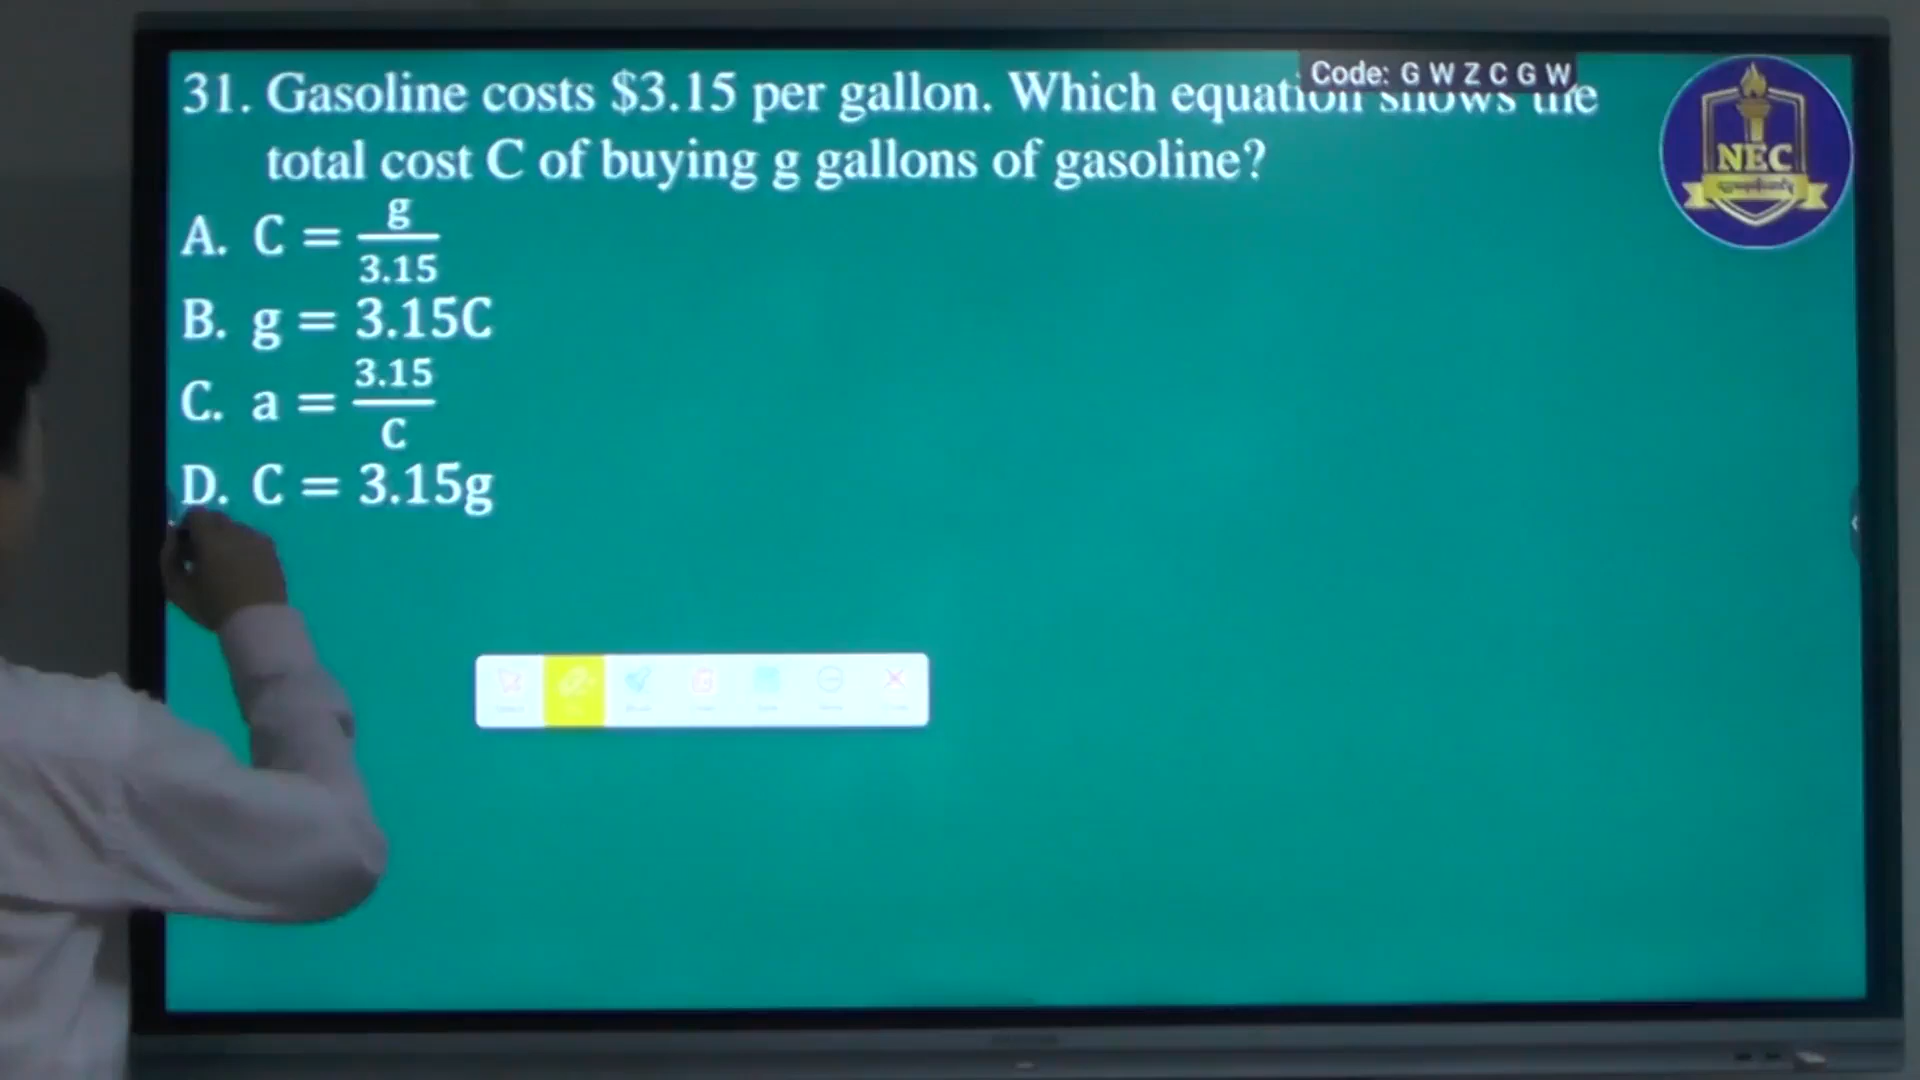 Code: G W Z C G W
31. Gasoline costs $3.15 per gallon. Which equation shows the
total cost C of buying g gallons of gasoline?
A. C = g/3.15
B. g = 3.15C
C. a = 3.15/C
D. C = 3.15g
NEC